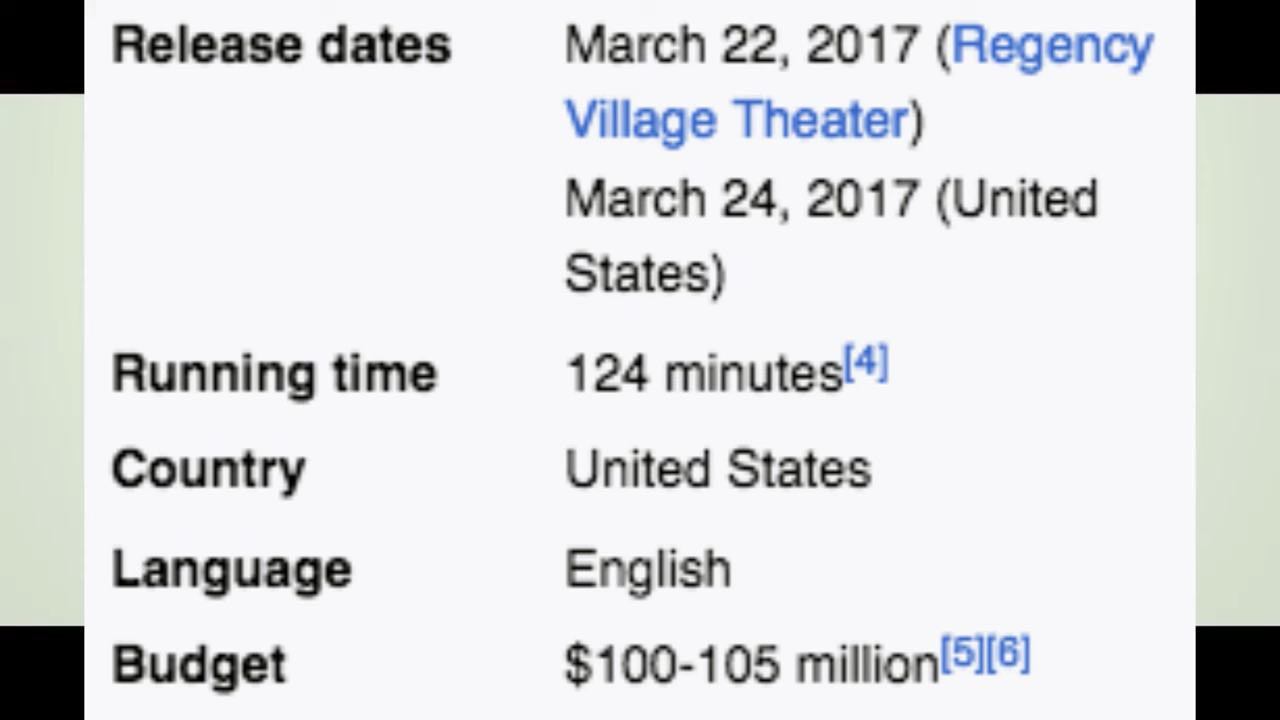 Release dates March 22, 2017 (Regency
Village Theater)
March 24, 2017 (United
States)
Running time 124 minutes[4]
Country United States
Language English
Budget $100-105 million[5][6]